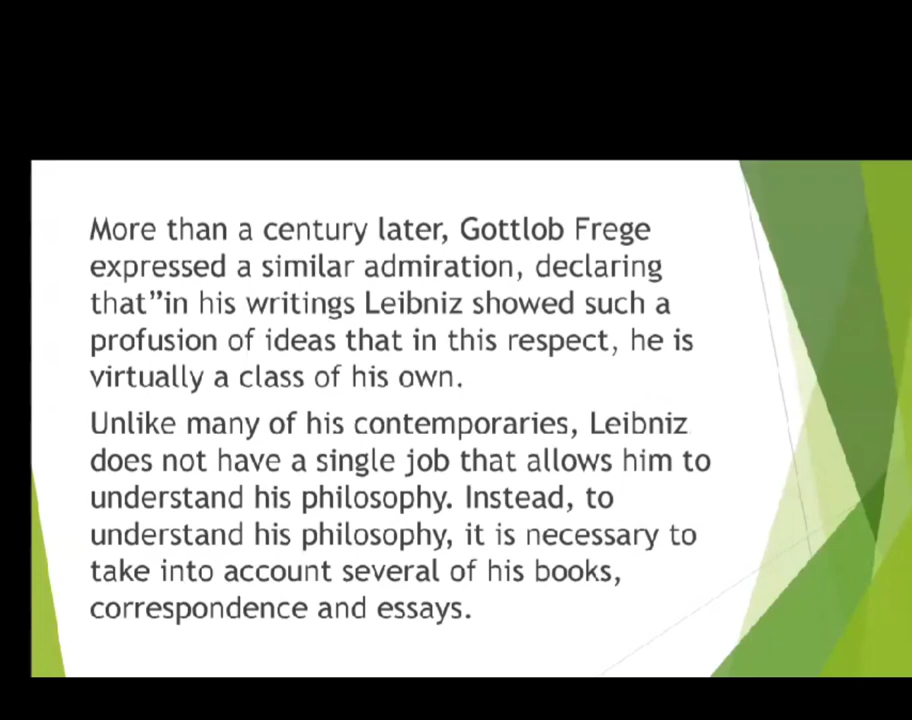 More than a century later, Gottlob Frege
expressed a similar admiration, declaring
that”in his writings Leibniz showed such a
profusion of ideas that in this respect, he is
virtually a class of his own.
Unlike many of his contemporaries, Leibniz
does not have a single job that allows him to
understand his philosophy. Instead, to
understand his philosophy, it is necessary to
take into account several of his books,
correspondence and essays.